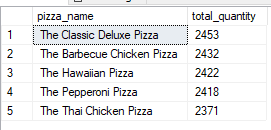 pizza_name total_quantity
1 The Classic Deluxe Pizza 2453
2 The Barbecue Chicken Pizza 2432
3 The Hawaiian Pizza 2422
4 The Pepperoni Pizza 2418
5 The Thai Chicken Pizza 2371